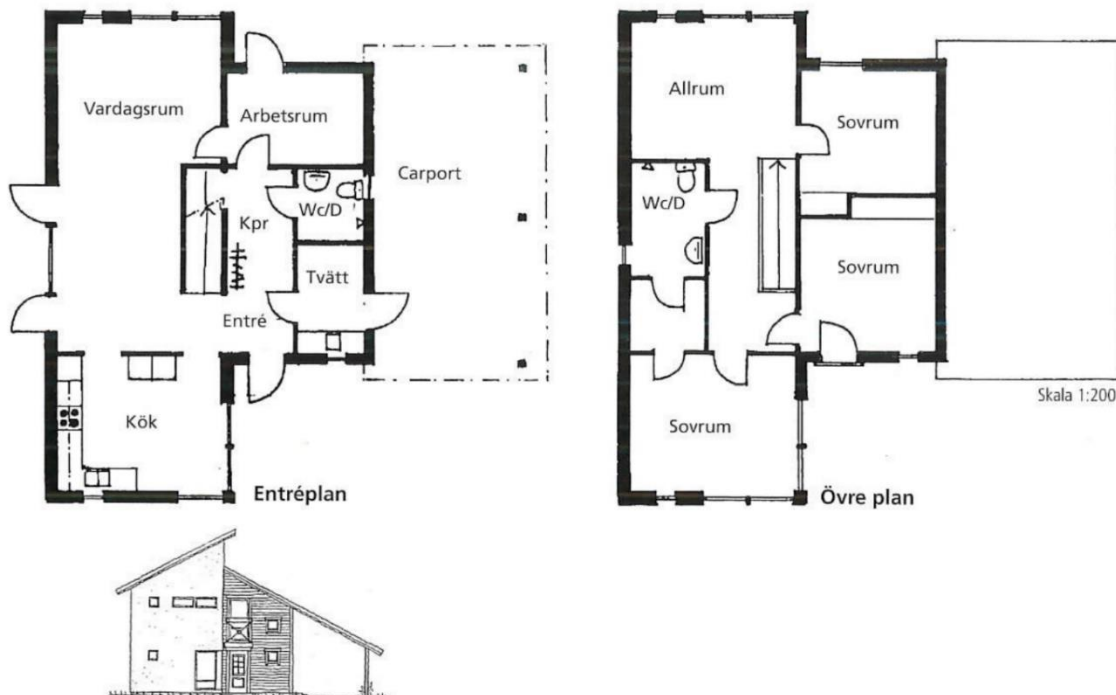 Vardagsrum
Arbetsrum
Carport
Wc/D
Kpr
Tvätt
Entré
Kök
Entréplan
Allrum
Sovrum
Wc/D
Sovrum
Sovrum
Skala 1:200
Övre plan